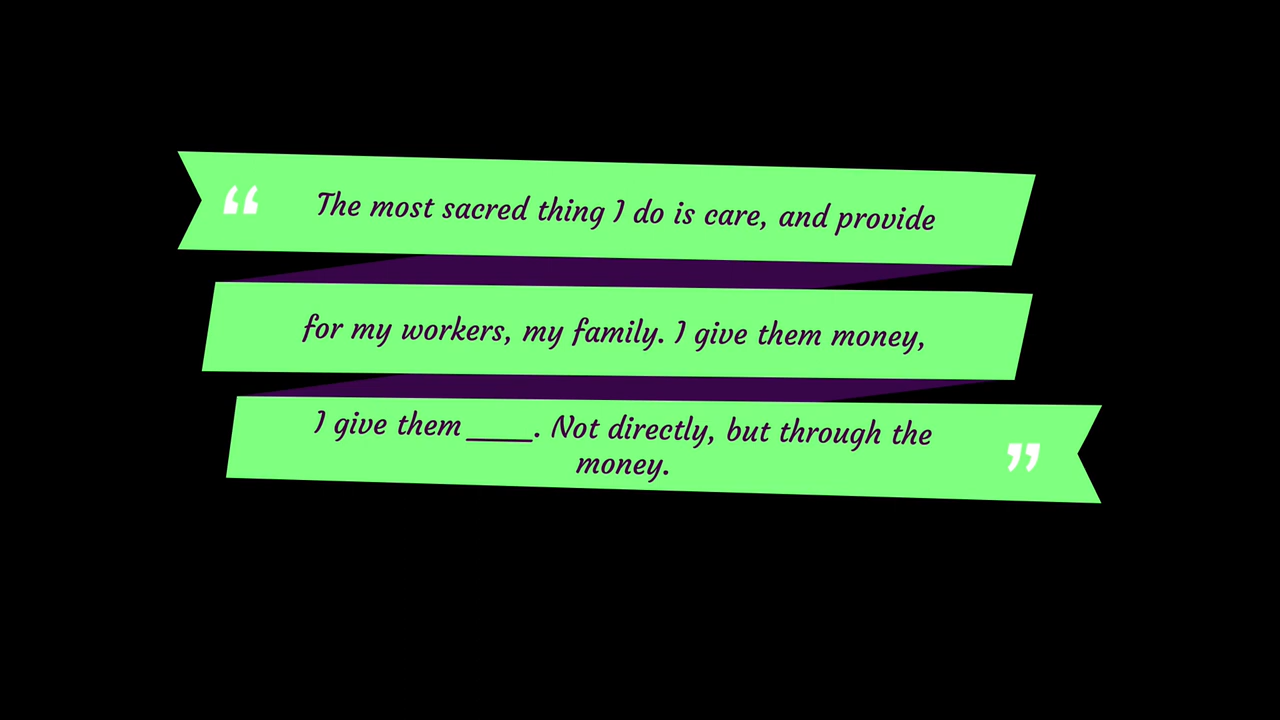 “ The most sacred thing I do is care, and provide
for my workers, my family. I give them money,
I give them ____. Not directly, but through the
money. ”